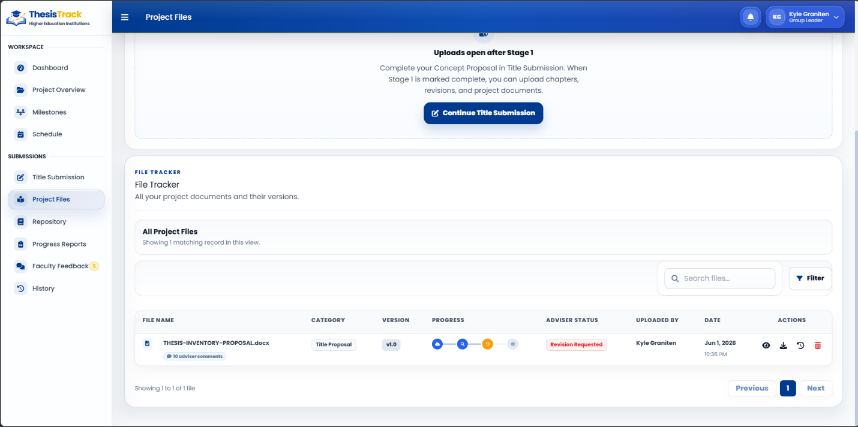 ThesisTrack
Higher Education Institutions
Project Files
KG
Kyle Graniten
Group Leader
WORKSPACE
Dashboard
Project Overview
Milestones
Schedule
SUBMISSIONS
Title Submission
Project Files
Repository
Progress Reports
Faculty Feedback
History
Uploads open after Stage 1
Complete your Concept Proposal in Title Submission. When
Stage 1 is marked complete, you can upload chapters,
revisions, and project documents.
Continue Title Submission
FILE TRACKER
File Tracker
All your project documents and their versions.
All Project Files
Showing 1 matching record in this view.
Search files...
Filter
FILE NAME CATEGORY VERSION PROGRESS ADVISER STATUS UPLOADED BY DATE ACTIONS
THESIS-INVENTORY-PROPOSAL.docx Title Proposal v1.0 Revision Requested Kyle Graniten Jun 1, 2026
10 adviser comments 10:36 PM
Showing 1 to 1 of 1 file
Previous 1 Next